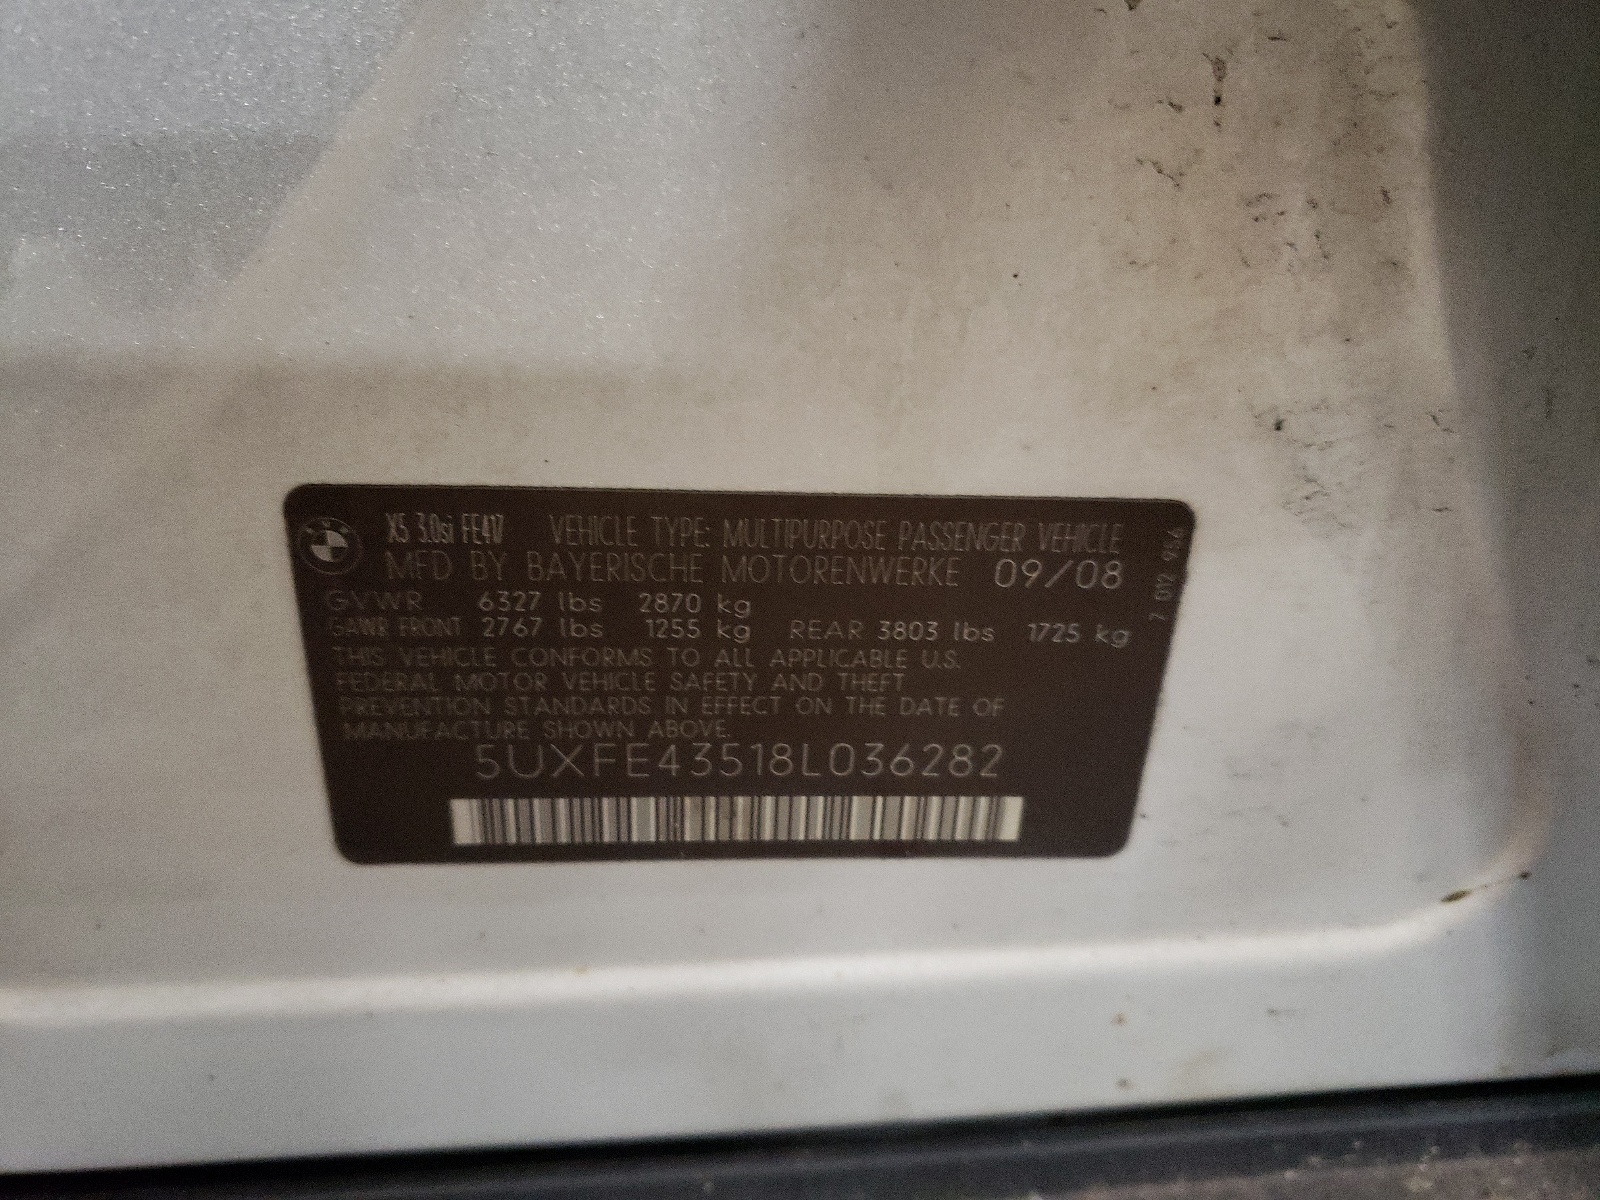 X5 3.0si FE417 VEHICLE TYPE: MULTIPURPOSE PASSENGER VEHICLE
MFD BY BAYERISCHE MOTORENWERKE 09/08
GVWR 6327 lbs 2870 kg
GAWR FRONT 2767 lbs 1255 kg REAR 3803 lbs 1725 kg
THIS VEHICLE CONFORMS TO ALL APPLICABLE U.S.
FEDERAL MOTOR VEHICLE SAFETY AND THEFT
PREVENTION STANDARDS IN EFFECT ON THE DATE OF
MANUFACTURE SHOWN ABOVE.
5UXFE43518L036282